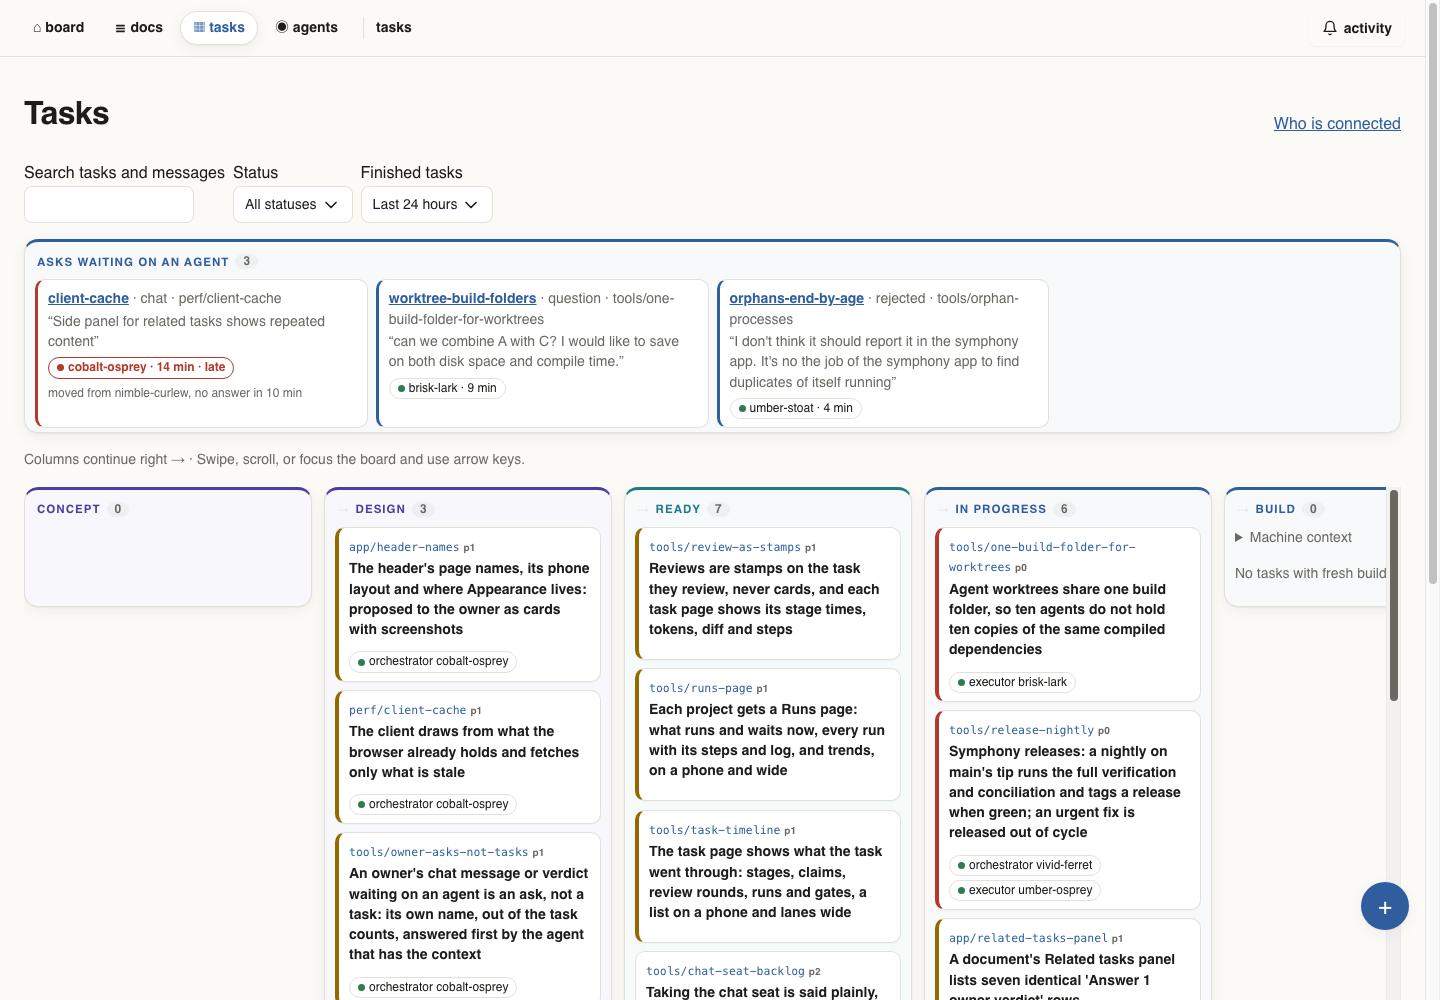 board
docs
tasks
agents
tasks
activity
Tasks
Who is connected
Search tasks and messages
Status
Finished tasks
All statuses
Last 24 hours
ASKS WAITING ON AN AGENT 3
client-cache · chat · perf/client-cache
“Side panel for related tasks shows repeated
content”
cobalt-osprey · 14 min · late
moved from nimble-curlew, no answer in 10 min
worktree-build-folders · question · tools/one-
build-folder-for-worktrees
“can we combine A with C? I would like to save
on both disk space and compile time.”
brisk-lark · 9 min
orphans-end-by-age · rejected · tools/orphan-
processes
“I don’t think it should report it in the symphony
app. It’s no the job of the symphony app to find
duplicates of itself running”
umber-stoat · 4 min
Columns continue right → · Swipe, scroll, or focus the board and use arrow keys.
CONCEPT 0
→ DESIGN 3
app/header-names p1
The header's page names, its phone
layout and where Appearance lives:
proposed to the owner as cards
with screenshots
orchestrator cobalt-osprey
perf/client-cache p1
The client draws from what the
browser already holds and fetches
only what is stale
orchestrator cobalt-osprey
tools/owner-asks-not-tasks p1
An owner's chat message or verdict
waiting on an agent is an ask, not a
task: its own name, out of the task
counts, answered first by the agent
that has the context
orchestrator cobalt-osprey
→ READY 7
tools/review-as-stamps p1
Reviews are stamps on the task
they review, never cards, and each
task page shows its stage times,
tokens, diff and steps
tools/runs-page p1
Each project gets a Runs page:
what runs and waits now, every run
with its steps and log, and trends,
on a phone and wide
tools/task-timeline p1
The task page shows what the task
went through: stages, claims,
review rounds, runs and gates, a
list on a phone and lanes wide
tools/chat-seat-backlog p2
Taking the chat seat is said plainly,
→ IN PROGRESS 6
tools/one-build-folder-for-
worktrees p0
Agent worktrees share one build
folder, so ten agents do not hold
ten copies of the same compiled
dependencies
executor brisk-lark
tools/release-nightly p0
Symphony releases: a nightly on
main's tip runs the full verification
and conciliation and tags a release
when green; an urgent fix is
released out of cycle
orchestrator vivid-ferret
executor umber-osprey
app/related-tasks-panel p1
A document's Related tasks panel
lists seven identical 'Answer 1
owner verdict' rows
→ BUILD 0
Machine context
No tasks with fresh build
+